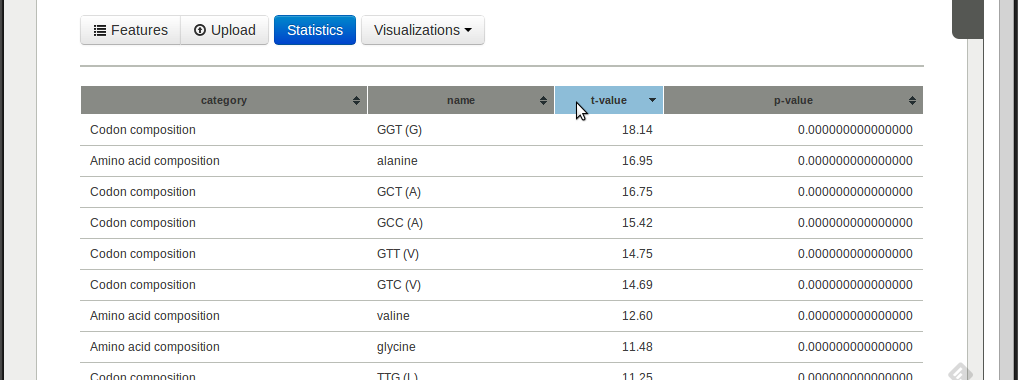 Features Upload Statistics Visualizations
category name t-value p-value
Codon composition GGT (G) 18.14 0.000000000000000
Amino acid composition alanine 16.95 0.000000000000000
Codon composition GCT (A) 16.75 0.000000000000000
Codon composition GCC (A) 15.42 0.000000000000000
Codon composition GTT (V) 14.75 0.000000000000000
Codon composition GTC (V) 14.69 0.000000000000000
Amino acid composition valine 12.60 0.000000000000000
Amino acid composition glycine 11.48 0.000000000000000
Codon composition TTG (L) 11.25 0.000000000000000